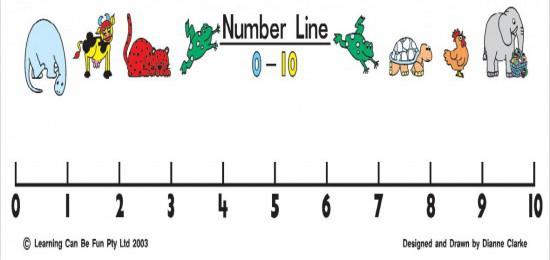 Number Line
0 - 10
0 1 2 3 4 5 6 7 8 9 10
© Learning Can Be Fun Pty Ltd 2003 Designed and Drawn by Dianne Clarke